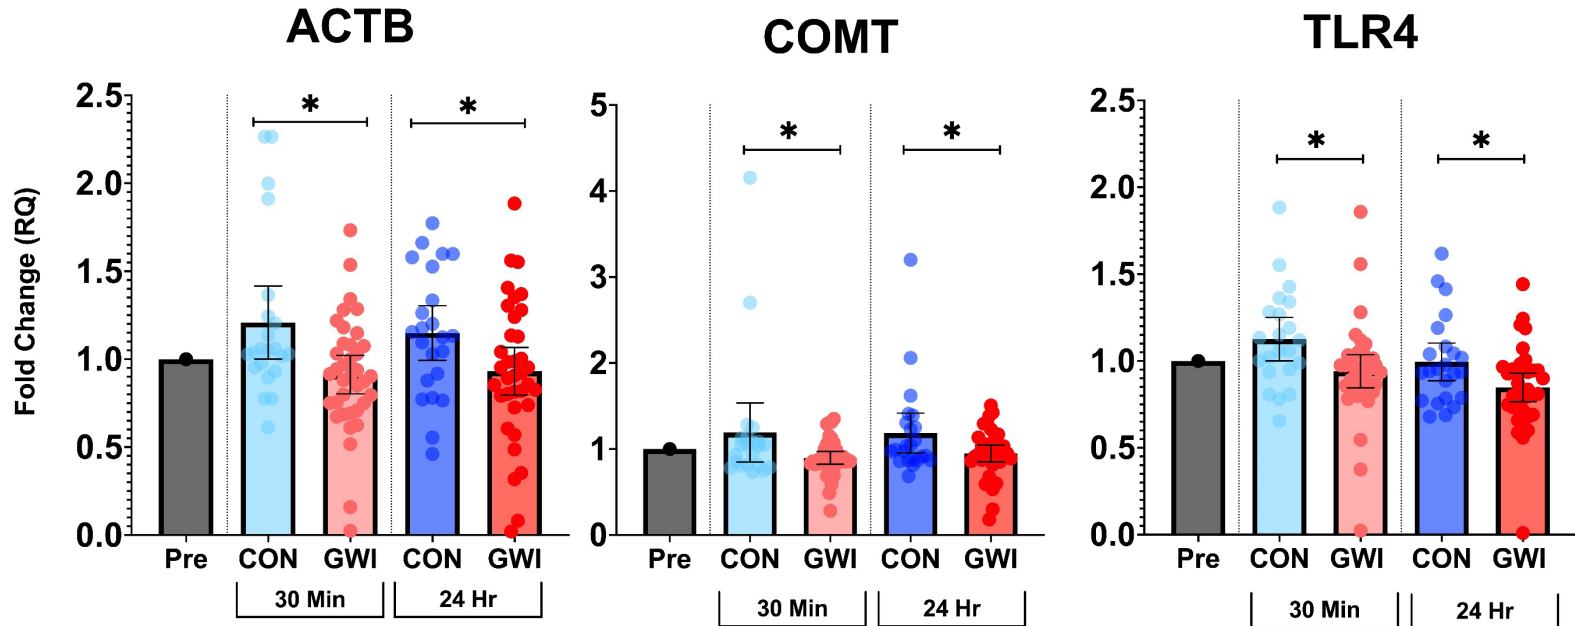 ACTB
Fold Change (RQ)
2.5
2.0
1.5
1.0
0.5
0.0
*
*
Pre CON GWI CON GWI
30 Min 24 Hr
COMT
5
4
3
2
1
0
*
*
Pre CON GWI CON GWI
30 Min 24 Hr
TLR4
2.5
2.0
1.5
1.0
0.5
0.0
*
*
Pre CON GWI CON GWI
30 Min 24 Hr